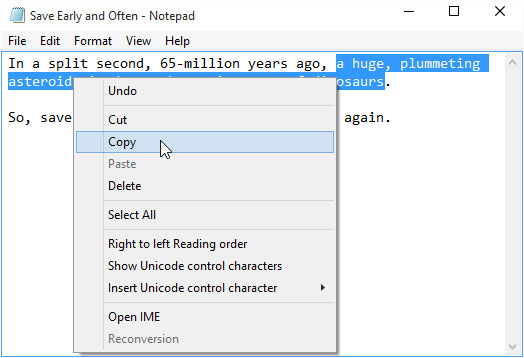 Save Early and Often - Notepad
File Edit Format View Help
In a split second, 65-million years ago, a huge, plummeting
asteroid
osaurs.
So, save again.
Undo
Cut
Copy
Paste
Delete
Select All
Right to left Reading order
Show Unicode control characters
Insert Unicode control character
Open IME
Reconversion